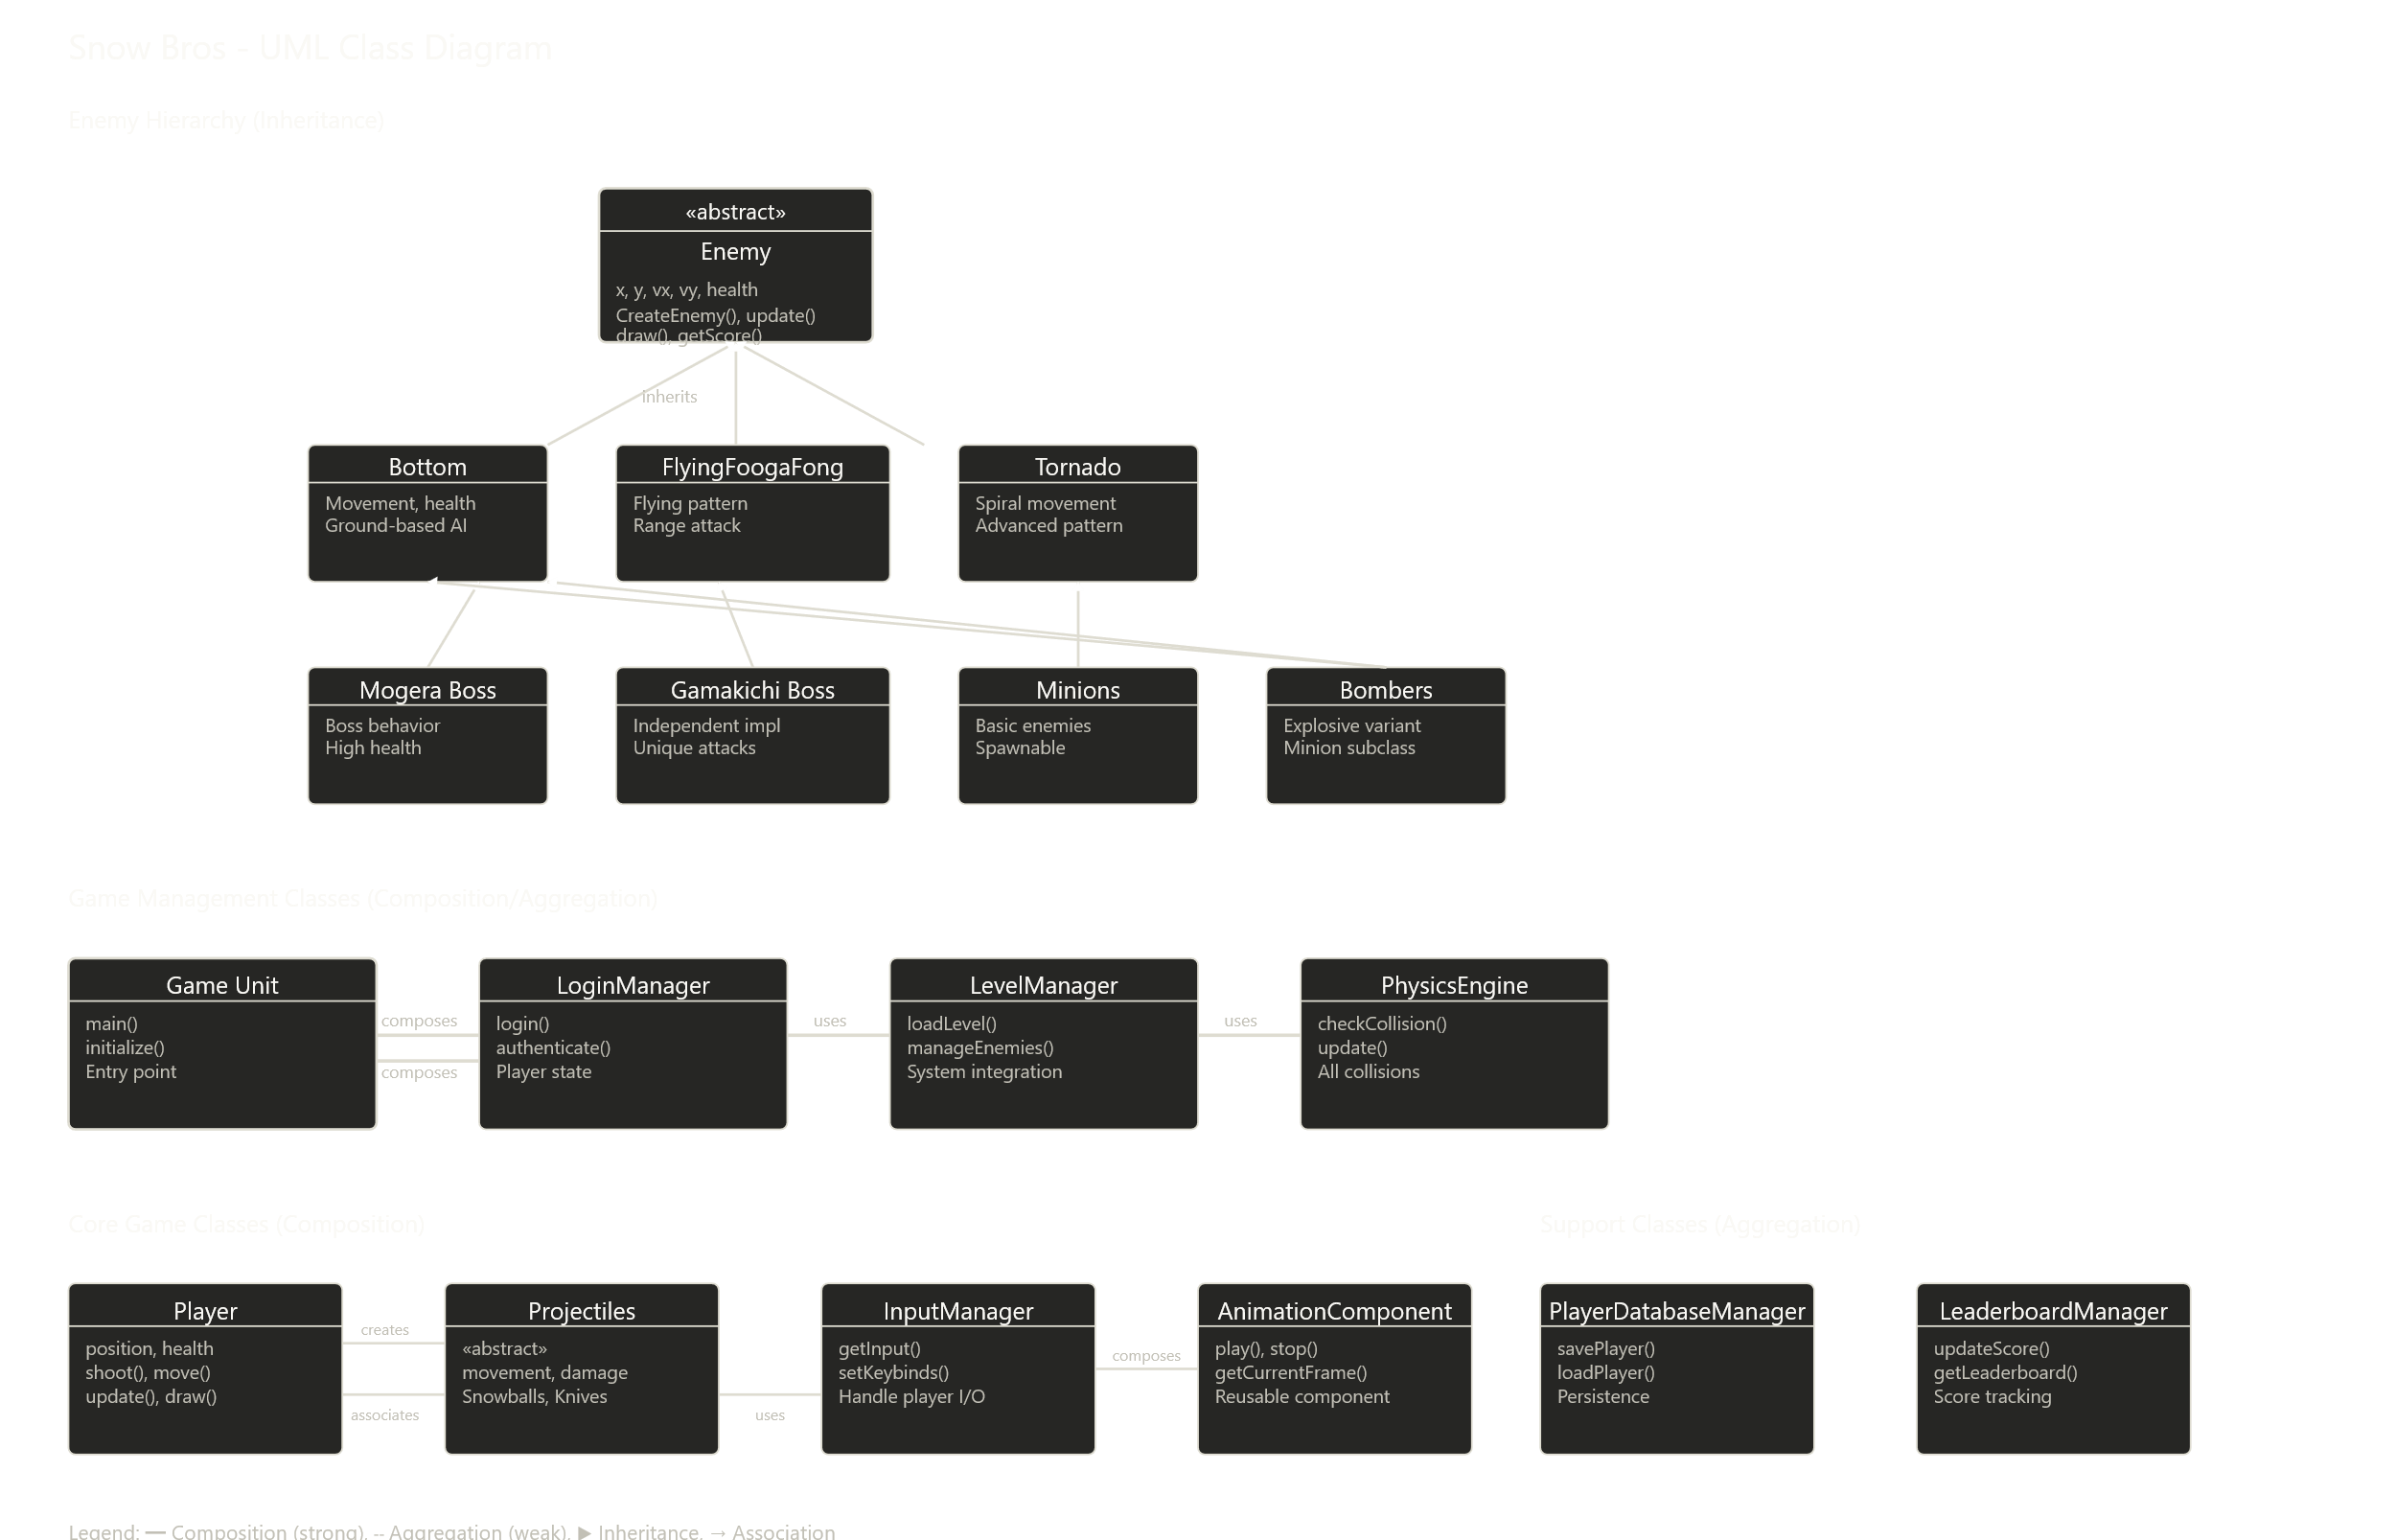 Snow Bros - UML Class Diagram
Enemy Hierarchy (Inheritance)
«abstract»
Enemy
x, y, vx, vy, health
CreateEnemy(), update()
draw(), getScore()
Inherits
Bottom
Movement, health
Ground-based AI
FlyingFoogaFong
Flying pattern
Range attack
Tornado
Spiral movement
Advanced pattern
Mogera Boss
Boss behavior
High health
Gamakichi Boss
Independent impl
Unique attacks
Minions
Basic enemies
Spawnable
Bombers
Explosive variant
Minion subclass
Game Management Classes (Composition/Aggregation)
Game Unit
main()
initialize()
Entry point
composes
composes
LoginManager
login()
authenticate()
Player state
uses
LevelManager
loadLevel()
manageEnemies()
System integration
uses
PhysicsEngine
checkCollision()
update()
All collisions
Core Game Classes (Composition)
Support Classes (Aggregation)
Player
position, health
shoot(), move()
update(), draw()
creates
associates
Projectiles
«abstract»
movement, damage
Snowballs, Knives
uses
InputManager
getInput()
setKeybinds()
Handle player I/O
composes
AnimationComponent
play(), stop()
getCurrentFrame()
Reusable component
PlayerDatabaseManager
savePlayer()
loadPlayer()
Persistence
LeaderboardManager
updateScore()
getLeaderboard()
Score tracking
Legend: — Composition (strong), -- Aggregation (weak), ▶ Inheritance, → Association